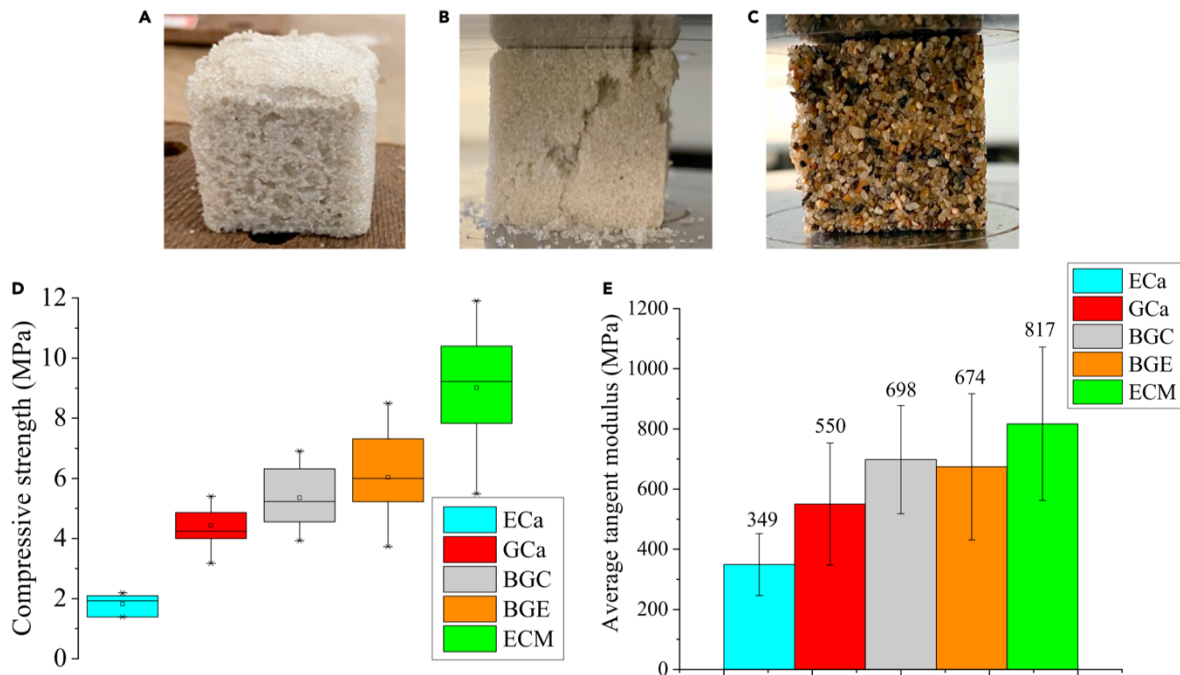 A
B
C
D
Compressive strength (MPa)
12
10
8
6
4
2
0
ECa
GCa
BGC
BGE
ECM
E
Average tangent modulus (MPa)
1200
1000
800
600
400
200
0
349
550
698
674
817
ECa
GCa
BGC
BGE
ECM